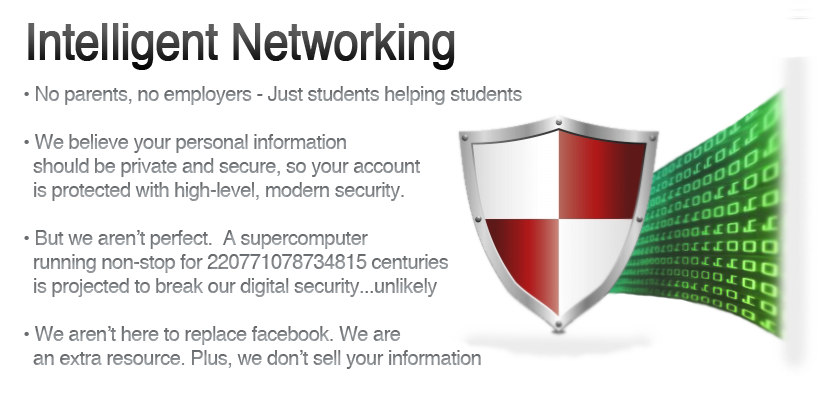 Intelligent Networking
• No parents, no employers - Just students helping students
• We believe your personal information
should be private and secure, so your account
is protected with high-level, modern security.
• But we aren't perfect. A supercomputer
running non-stop for 220771078734815 centuries
is projected to break our digital security...unlikely
• We aren't here to replace facebook. We are
an extra resource. Plus, we don't sell your information